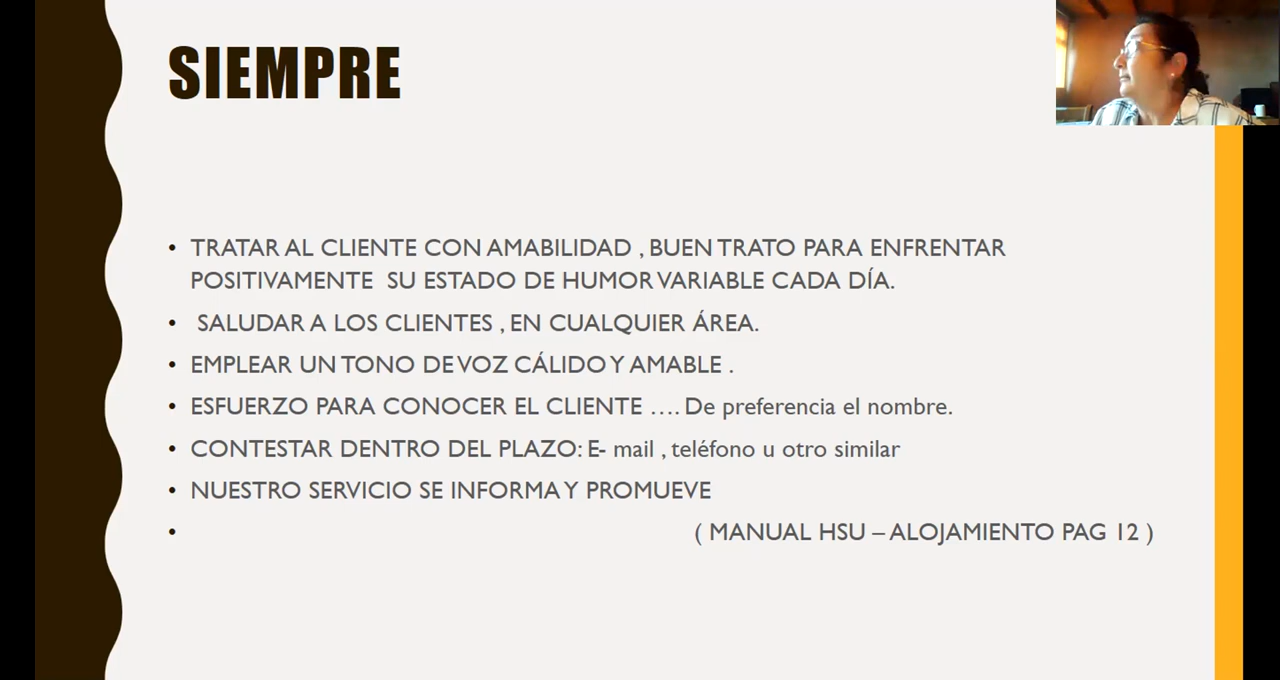 SIEMPRE
• TRATAR AL CLIENTE CON AMABILIDAD , BUEN TRATO PARA ENFRENTAR
POSITIVAMENTE  SU ESTADO DE HUMOR VARIABLE CADA DÍA.
• SALUDAR A LOS CLIENTES , EN CUALQUIER ÁREA.
• EMPLEAR UN TONO DE VOZ CÁLIDO Y AMABLE .
• ESFUERZO PARA CONOCER EL CLIENTE …. De preferencia el nombre.
• CONTESTAR DENTRO DEL PLAZO: E- mail , teléfono u otro similar
• NUESTRO SERVICIO SE INFORMA Y PROMUEVE
• ( MANUAL HSU – ALOJAMIENTO PAG 12 )